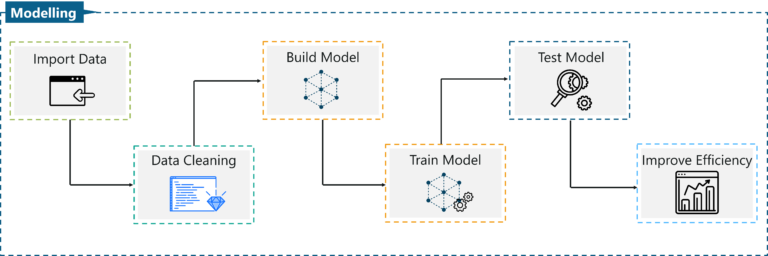 Modelling
Import Data
Data Cleaning
Build Model
Train Model
Test Model
Improve Efficiency